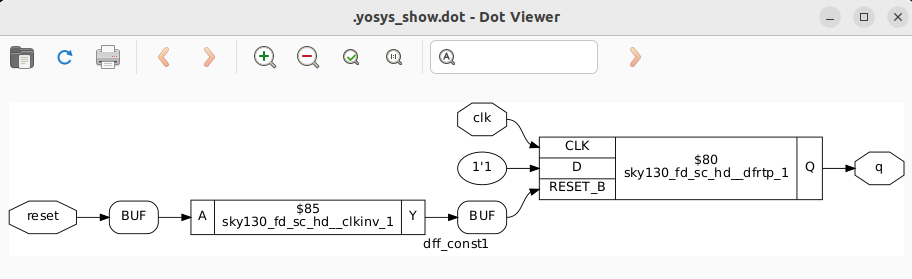 .yosys_show.dot - Dot Viewer
clk
CLK
1'1
D
RESET_B
$80
sky130_fd_sc_hd__dfrtp_1
Q
q
reset
BUF
A
$85
sky130_fd_sc_hd__clkinv_1
Y
BUF
dff_const1